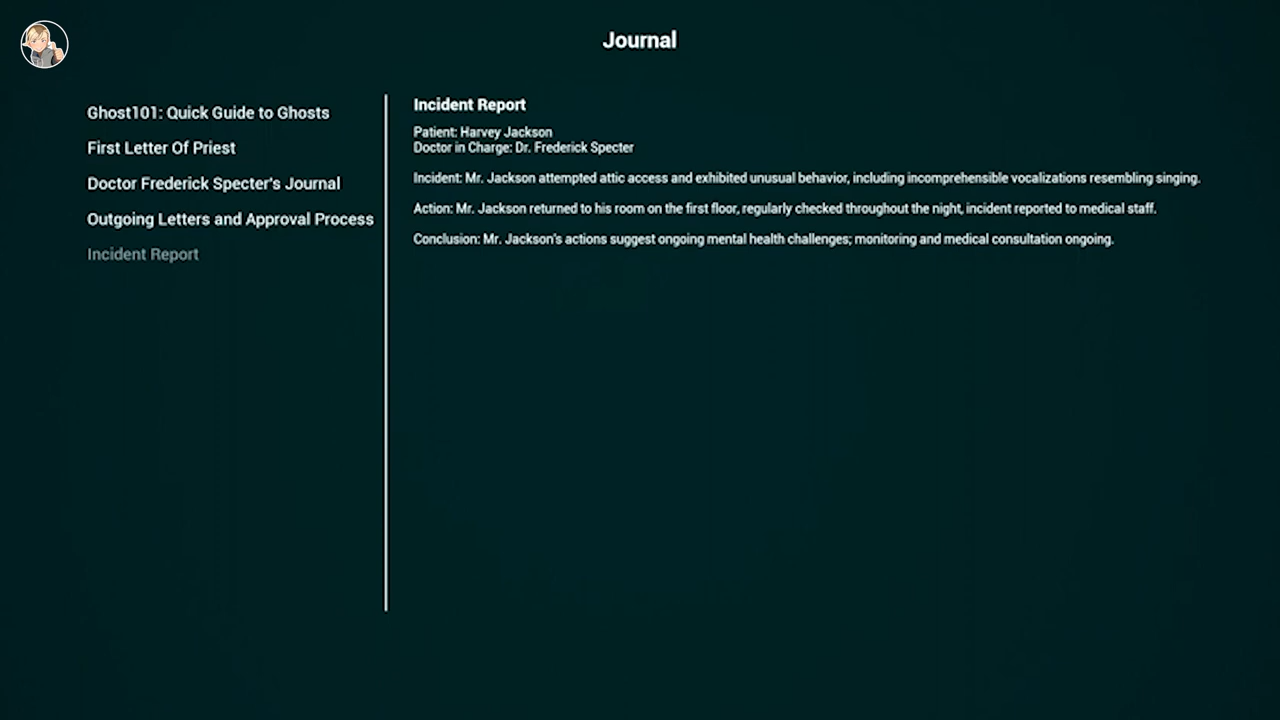 Journal
Ghost101: Quick Guide to Ghosts
First Letter Of Priest
Doctor Frederick Specter's Journal
Outgoing Letters and Approval Process
Incident Report
Incident Report
Patient: Harvey Jackson
Doctor in Charge: Dr. Frederick Specter
Incident: Mr. Jackson attempted attic access and exhibited unusual behavior, including incomprehensible vocalizations resembling singing.
Action: Mr. Jackson returned to his room on the first floor, regularly checked throughout the night, incident reported to medical staff.
Conclusion: Mr. Jackson's actions suggest ongoing mental health challenges; monitoring and medical consultation ongoing.